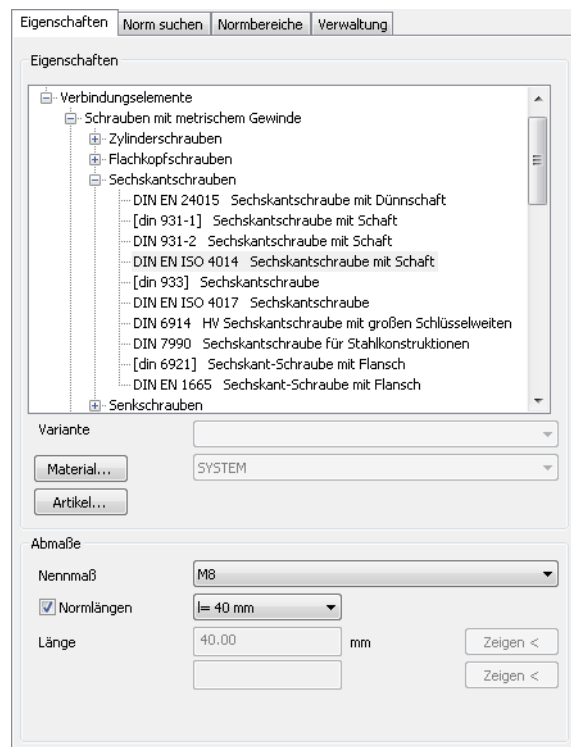 Eigenschaften Norm suchen Normbereiche Verwaltung
Eigenschaften
Verbindungselemente
Schrauben mit metrischem Gewinde
Zylinderschrauben
Flachkopfschrauben
Sechskantschrauben
DIN EN 24015 Sechskantschraube mit Dünnschaft
[din 931-1] Sechskantschraube mit Schaft
DIN 931-2 Sechskantschraube mit Schaft
DIN EN ISO 4014 Sechskantschraube mit Schaft
[din 933] Sechskantschraube
DIN EN ISO 4017 Sechskantschraube
DIN 6914 HV Sechskantschraube mit großen Schlüsselweiten
DIN 7990 Sechskantschraube für Stahlkonstruktionen
[din 6921] Sechskant-Schraube mit Flansch
DIN EN 1665 Sechskant-Schraube mit Flansch
Senkschrauben
Variante
Material... SYSTEM
Artikel...
Abmaße
Nennmaß M8
Normlängen l= 40 mm
Länge 40.00 mm Zeigen <
Zeigen <